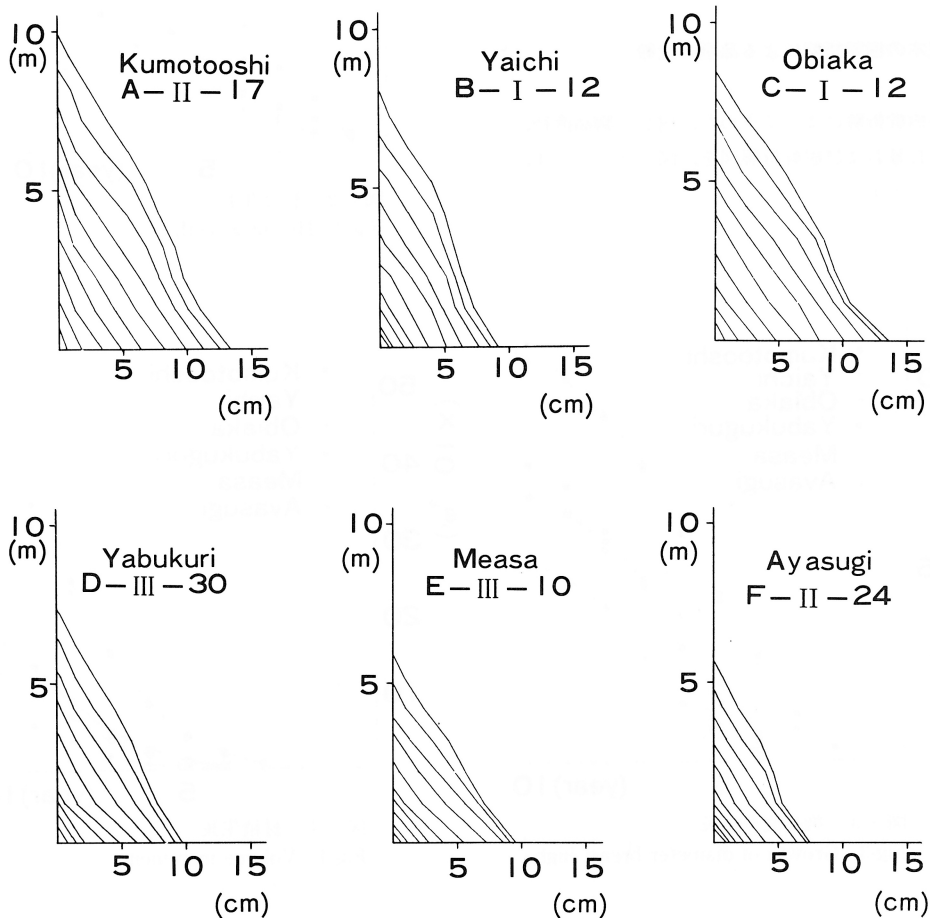 10
(m)
5
Kumotooshi
A－II－17
5 10 15
(cm)
10
(m)
5
Yaichi
B－I－12
5 10 15
(cm)
10
(m)
5
Obiaka
C－I－12
5 10 15
(cm)
10
(m)
5
Yabukuri
D－III－30
5 10 15
(cm)
10
(m)
5
Measa
E－III－10
5 10 15
(cm)
10
(m)
5
Ayasugi
F－II－24
5 10 15
(cm)